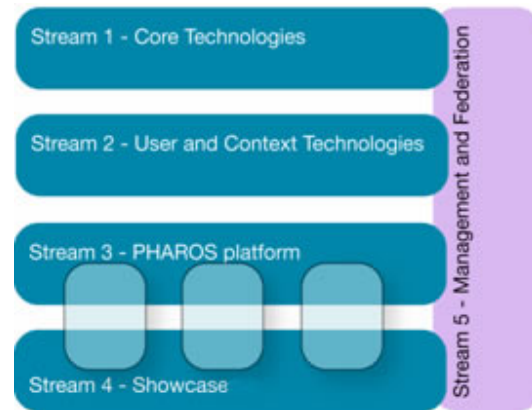 Stream 1 - Core Technologies
Stream 2 - User and Context Technologies
Stream 3 - PHAROS platform
Stream 4 - Showcase
Stream 5 - Management and Federation